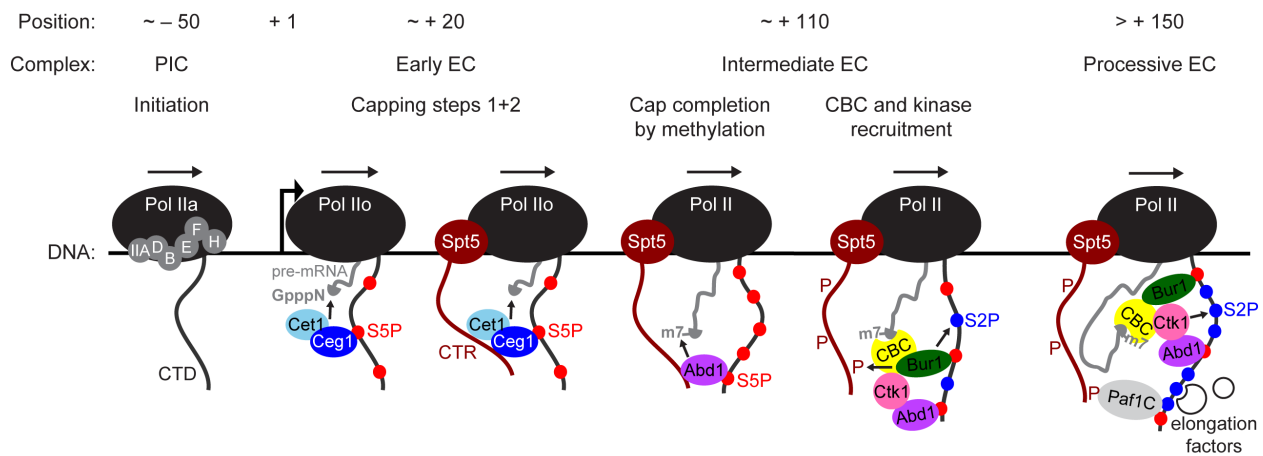 Position: ~ – 50 + 1 ~ + 20 ~ + 110 > + 150
Complex: PIC Early EC Intermediate EC Processive EC
Initiation Capping steps 1+2 Cap completion by methylation CBC and kinase recruitment
DNA:
Pol IIa
IIA D B E F H
CTD
Pol IIo
pre-mRNA
GpppN
Cet1
Ceg1
S5P
Pol IIo
Spt5
Cet1
Ceg1
S5P
CTR
Pol II
Spt5
m7
Abd1
S5P
Pol II
Spt5
P
P
P
m7
CBC
Bur1
Ctk1
Abd1
S2P
Pol II
Spt5
P
P
P
Bur1
CBC
m7
Ctk1
Abd1
S2P
Paf1C
elongation
factors